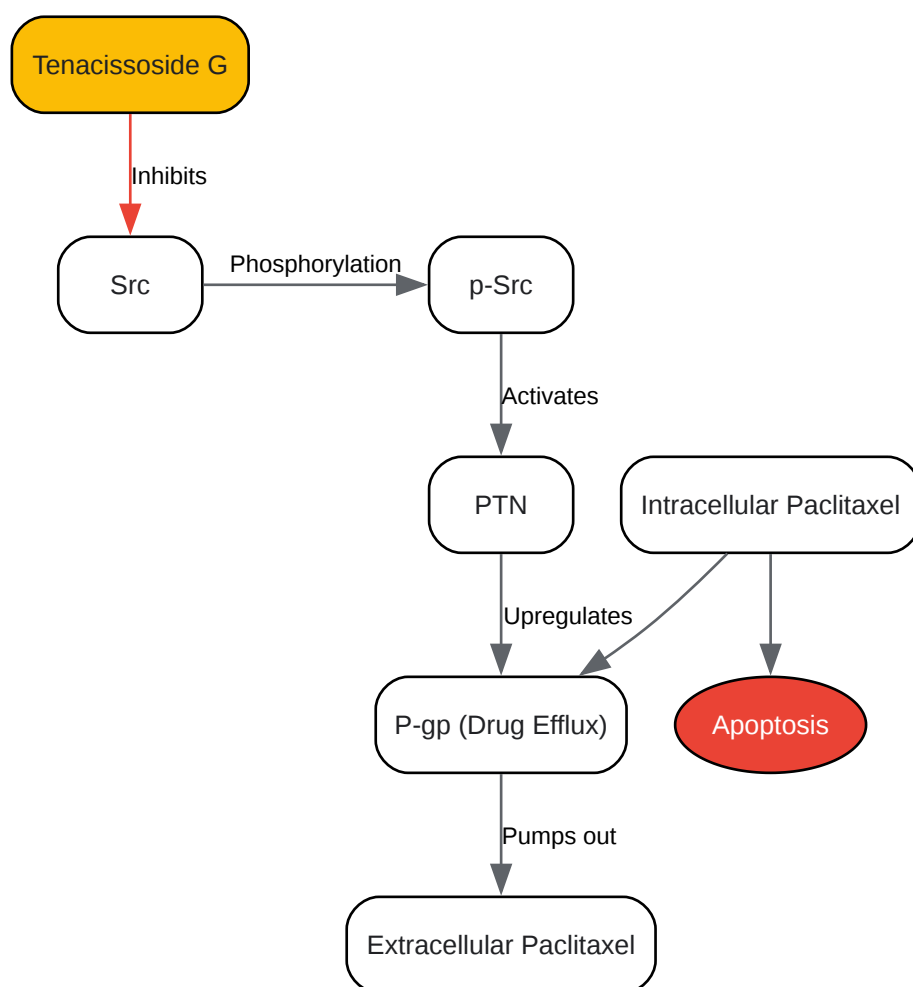 Tenacissoside G
Inhibits
Phosphorylation
Src
p-Src
Activates
PTN
Intracellular Paclitaxel
Upregulates
P-gp (Drug Efflux)
Apoptosis
Pumps out
Extracellular Paclitaxel